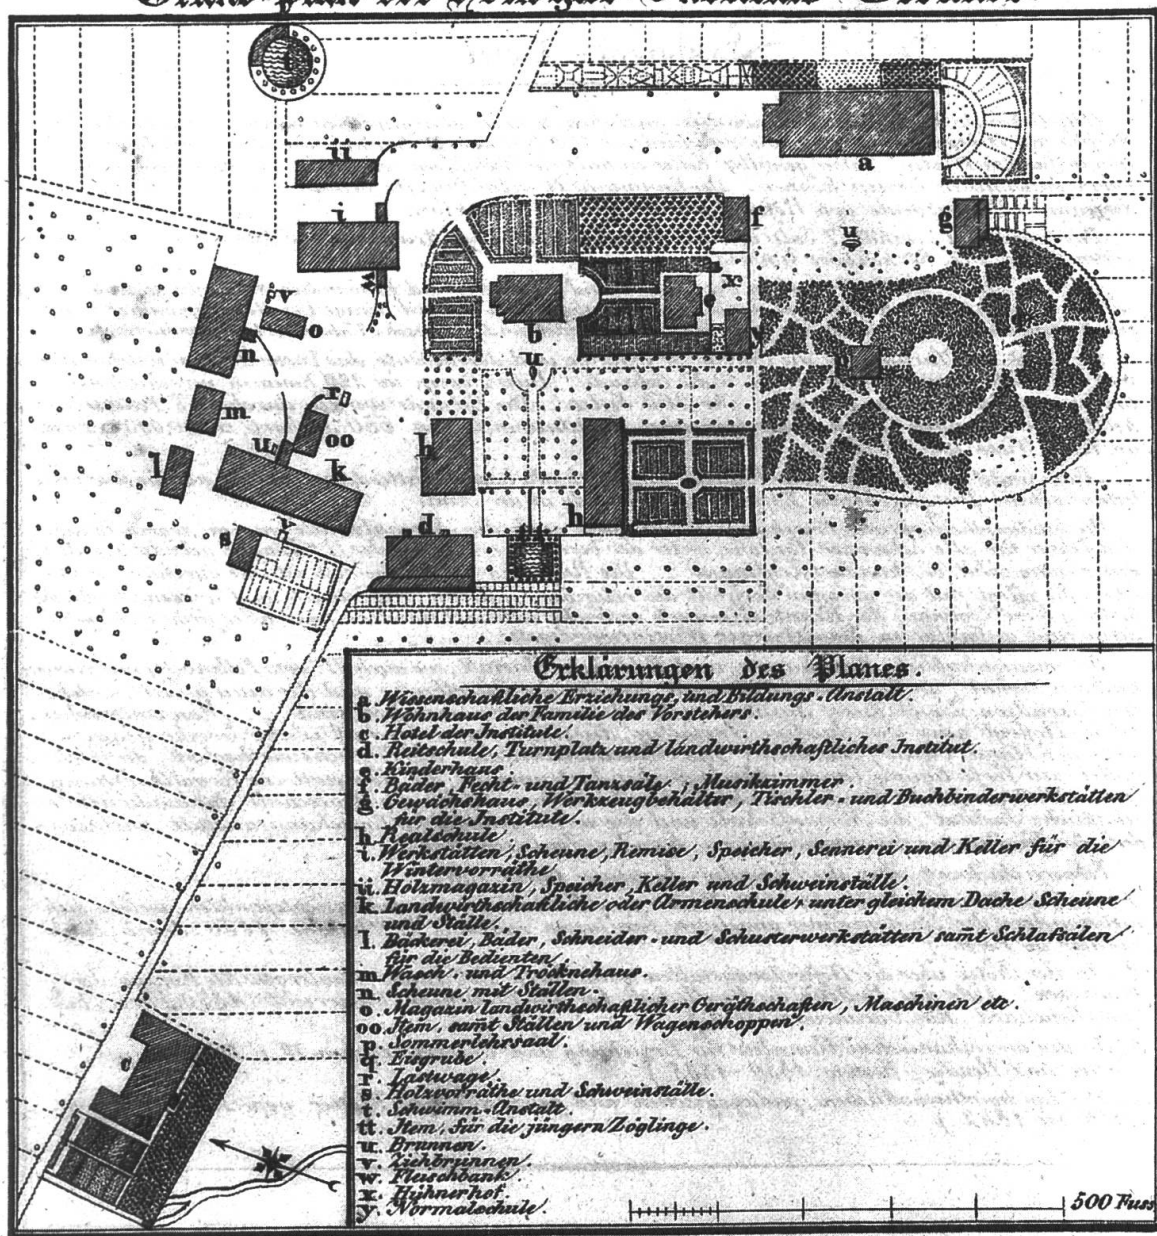 ü
i
w
v
o
n
m
r
oo
u
l
k
v
s
d
h
h
b
u
f
x
y
a
g
u
p
c
Erklärungen des Planes.
a. Wissenschaftliche Erziehungs- und Bildungs-Anstalt.
b. Wohnhaus der Familie des Vorstehers.
c. Hotel der Institute.
d. Reitschule, Turnplatz und landwirthschaftliches Institut.
e. Kinderhaus.
f. Bäder, Fecht- und Tanzsäle; Musikzimmer.
g. Gewächshaus, Werkzeugbehälter, Tischler- und Buchbinderwerkstätten
für die Institute.
h. Realschule.
i. Werkstätten, Scheune, Remise, Speicher, Sennerei und Keller für die
Wintervorräthe.
ü. Holzmagazin, Speicher, Keller und Schweinställe.
k. Landwirthschaftliche oder Armenschule, unter gleichem Dache Scheune
und Ställe.
l. Bäckerei, Bäder, Schneider- und Schusterwerkstätten samt Schlafsälen
für die Bedienten.
m. Wasch- und Trocknehaus.
n. Scheune mit Ställen.
o. Magazin landwirthschaftlicher Geräthschaften, Maschinen etc.
oo. Item, samt Ställen und Wagenschoppen.
p. Sommerlehrsaal.
q. Eisgrube.
r. Lastwage.
s. Holzvorräthe und Schweinställe.
t. Schwimm-Anstalt.
tt. Item, für die jüngern Zöglinge.
u. Brunnen.
v. Ziehbrunnen.
w. Fleischbank.
x. Hühnerhof.
y. Normalschule.
500 Fuss